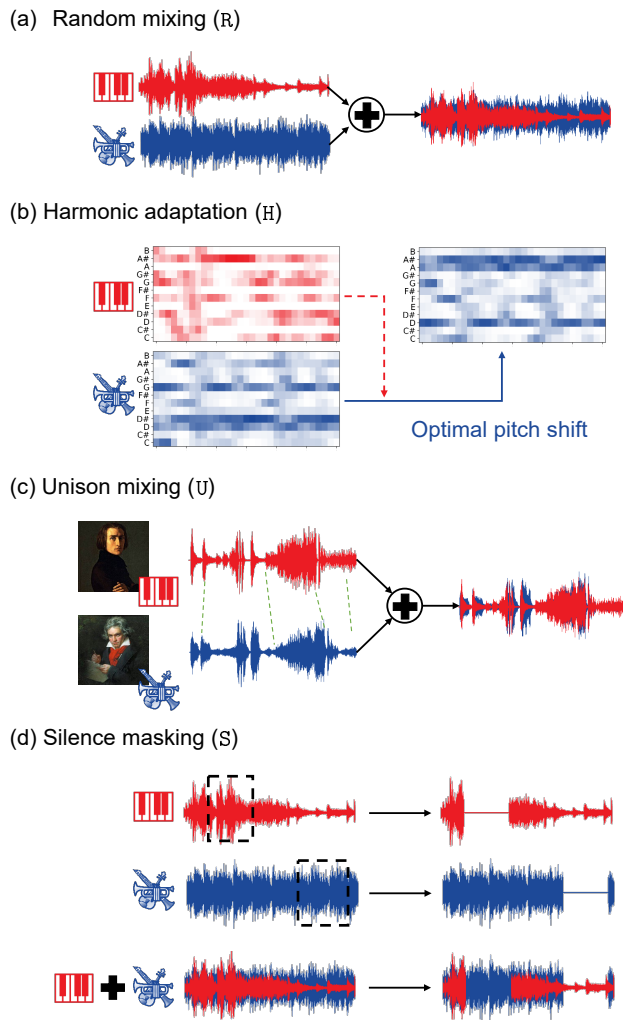 (a) Random mixing (R)
(b) Harmonic adaptation (H)
B
A#
A
G#
G
F#
F
E
D#
D
C#
C
B
A#
A
G#
G
F#
F
E
D#
D
C#
C
B
A#
A
G#
G
F#
F
E
D#
D
C#
C
Optimal pitch shift
(c) Unison mixing (U)
(d) Silence masking (S)